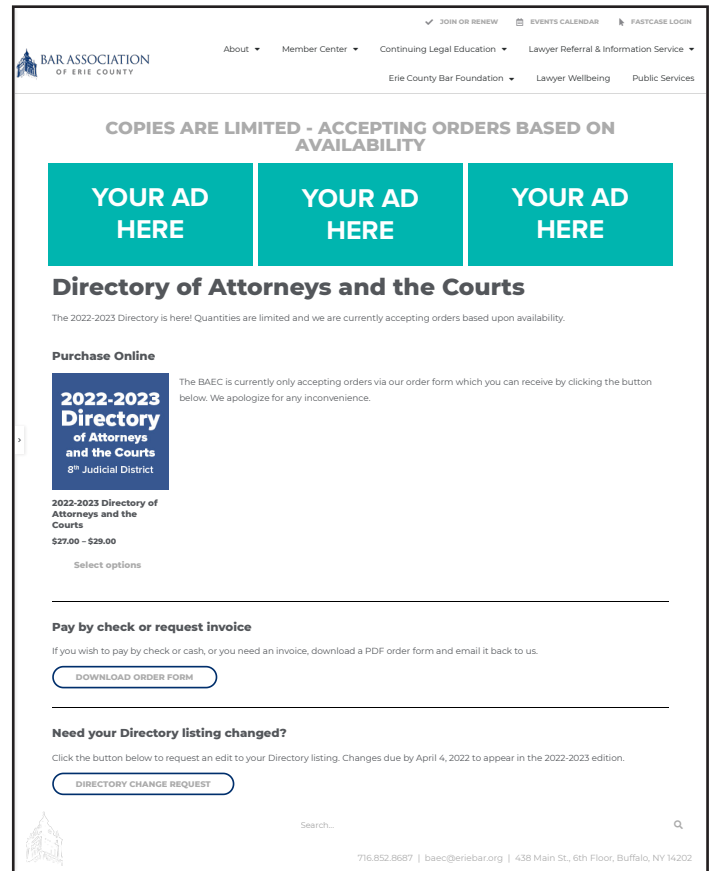 JOIN OR RENEW EVENTS CALENDAR FASTCASE LOGIN
BAR ASSOCIATION
OF ERIE COUNTY
About Member Center Continuing Legal Education Lawyer Referral & Information Service
Erie County Bar Foundation Lawyer Wellbeing Public Services
COPIES ARE LIMITED - ACCEPTING ORDERS BASED ON
AVAILABILITY
YOUR AD
HERE
YOUR AD
HERE
YOUR AD
HERE
Directory of Attorneys and the Courts
The 2022-2023 Directory is here! Quantities are limited and we are currently accepting orders based upon availability.
Purchase Online
2022-2023
Directory
of Attorneys
and the Courts
8th Judicial District
The BAEC is currently only accepting orders via our order form which you can receive by clicking the button
below. We apologize for any inconvenience.
2022-2023 Directory of
Attorneys and the
Courts
$27.00 – $29.00
Select options
Pay by check or request invoice
If you wish to pay by check or cash, or you need an invoice, download a PDF order form and email it back to us.
DOWNLOAD ORDER FORM
Need your Directory listing changed?
Click the button below to request an edit to your Directory listing. Changes due by April 4, 2022 to appear in the 2022-2023 edition.
DIRECTORY CHANGE REQUEST
Search...
716.852.8687 | baec@eriebar.org | 438 Main St., 6th Floor, Buffalo, NY 14202